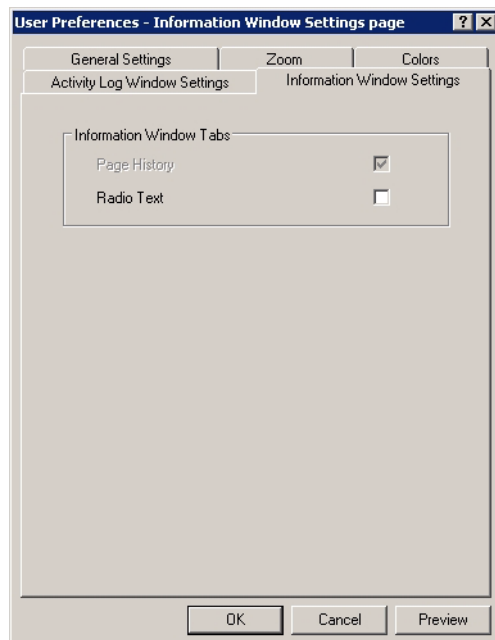 User Preferences - Information Window Settings page
General Settings
Zoom
Colors
Activity Log Window Settings
Information Window Settings
Information Window Tabs
Page History
Radio Text
OK
Cancel
Preview